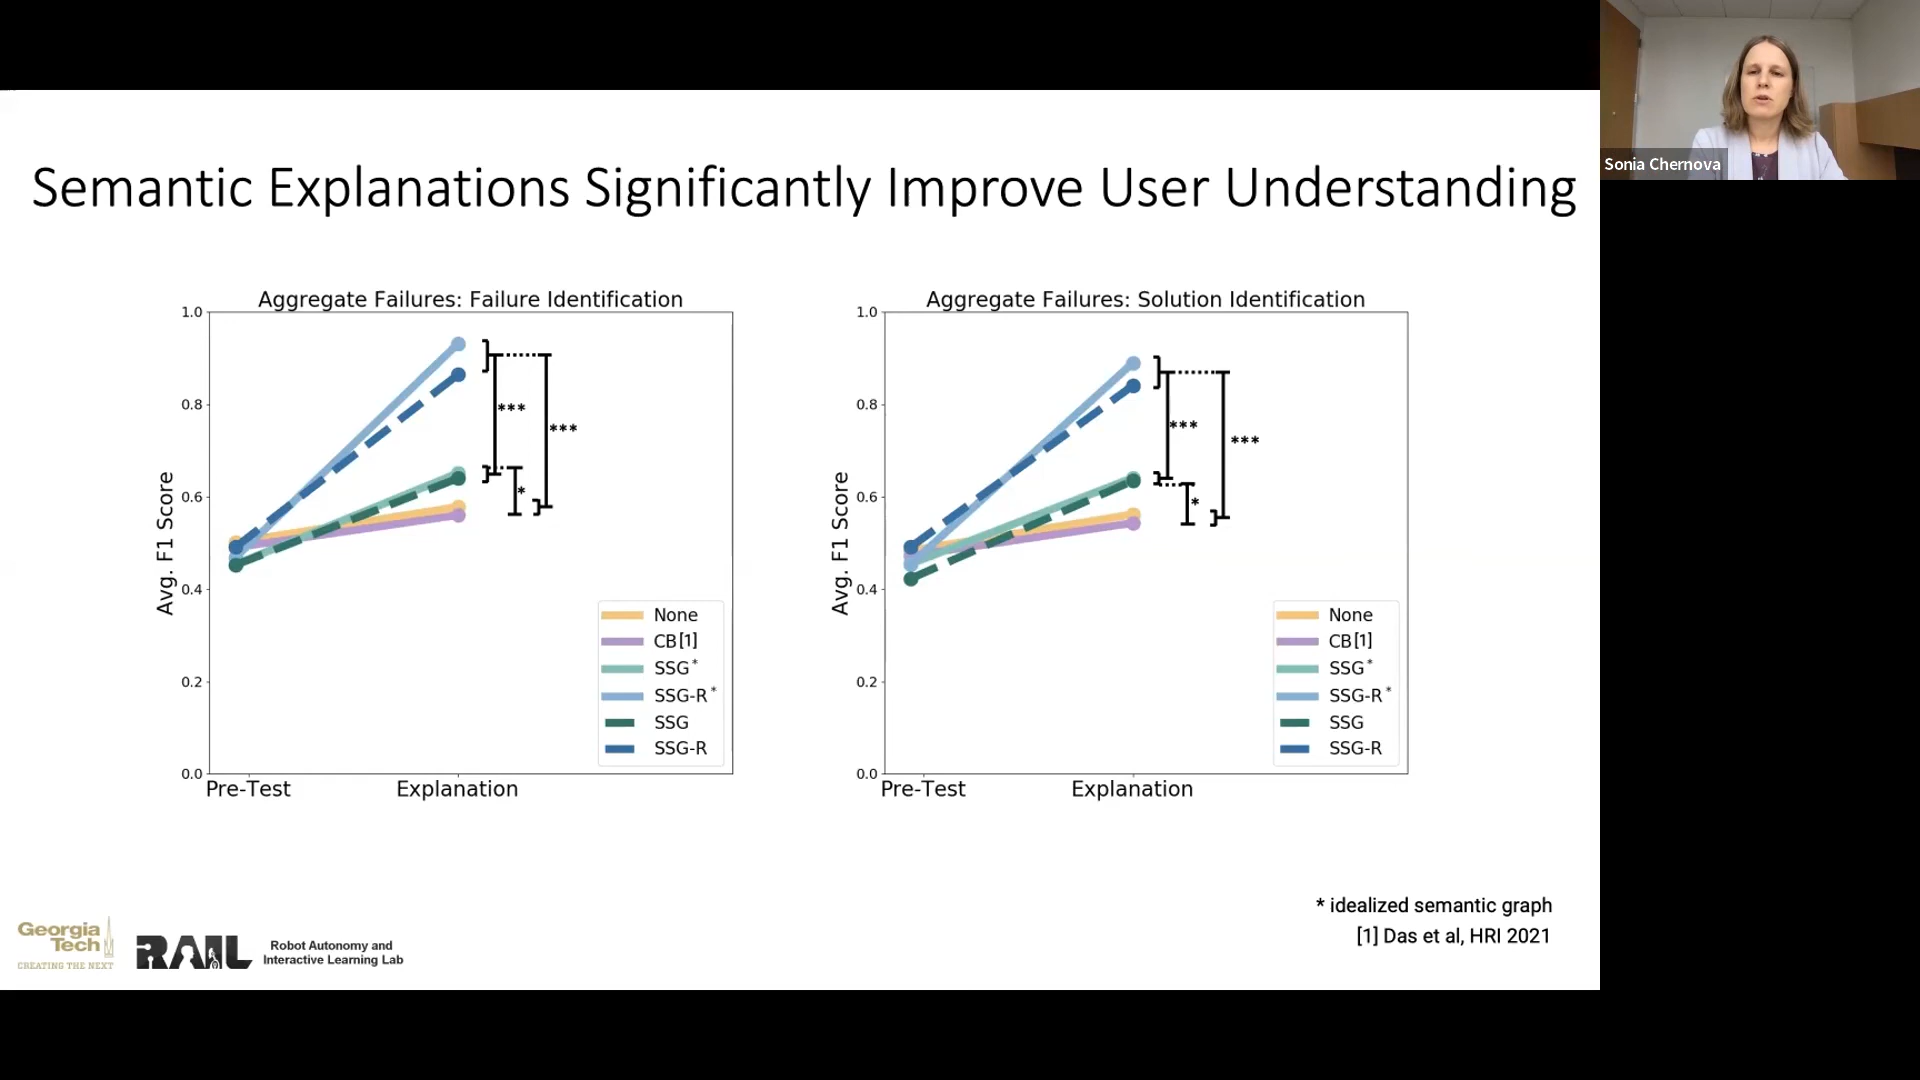 Sonia Chernova
Semantic Explanations Significantly Improve User Understanding
Aggregate Failures: Failure Identification
1.0
0.8
0.6
0.4
0.2
0.0
Avg. F1 Score
***
***
*
None
CB[1]
SSG*
SSG-R*
SSG
SSG-R
Pre-Test
Explanation
Aggregate Failures: Solution Identification
1.0
0.8
0.6
0.4
0.2
0.0
Avg. F1 Score
***
***
*
None
CB[1]
SSG*
SSG-R*
SSG
SSG-R
Pre-Test
Explanation
* idealized semantic graph
[1] Das et al, HRI 2021
Georgia
Tech
CREATING THE NEXT
RAIL
Robot Autonomy and
Interactive Learning Lab